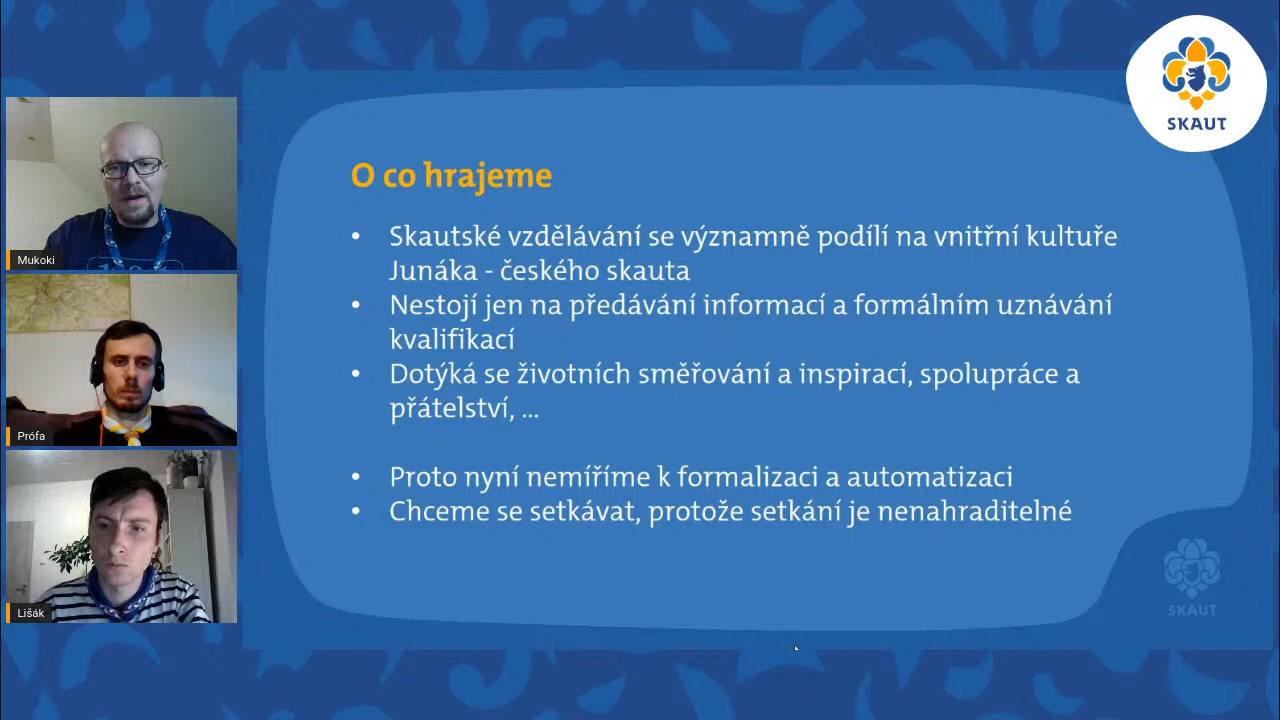 SKAUT
O co hrajeme
• Skautské vzdělávání se významně podílí na vnitřní kultuře
Junáka - českého skauta
• Nestojí jen na předávání informací a formálním uznávání
kvalifikací
• Dotýká se životních směřování a inspirací, spolupráce a
přátelství, ...
• Proto nyní nemíříme k formalizaci a automatizaci
• Chceme se setkávat, protože setkání je nenahraditelné
SKAUT
Mukoki
Prófa
Lišák